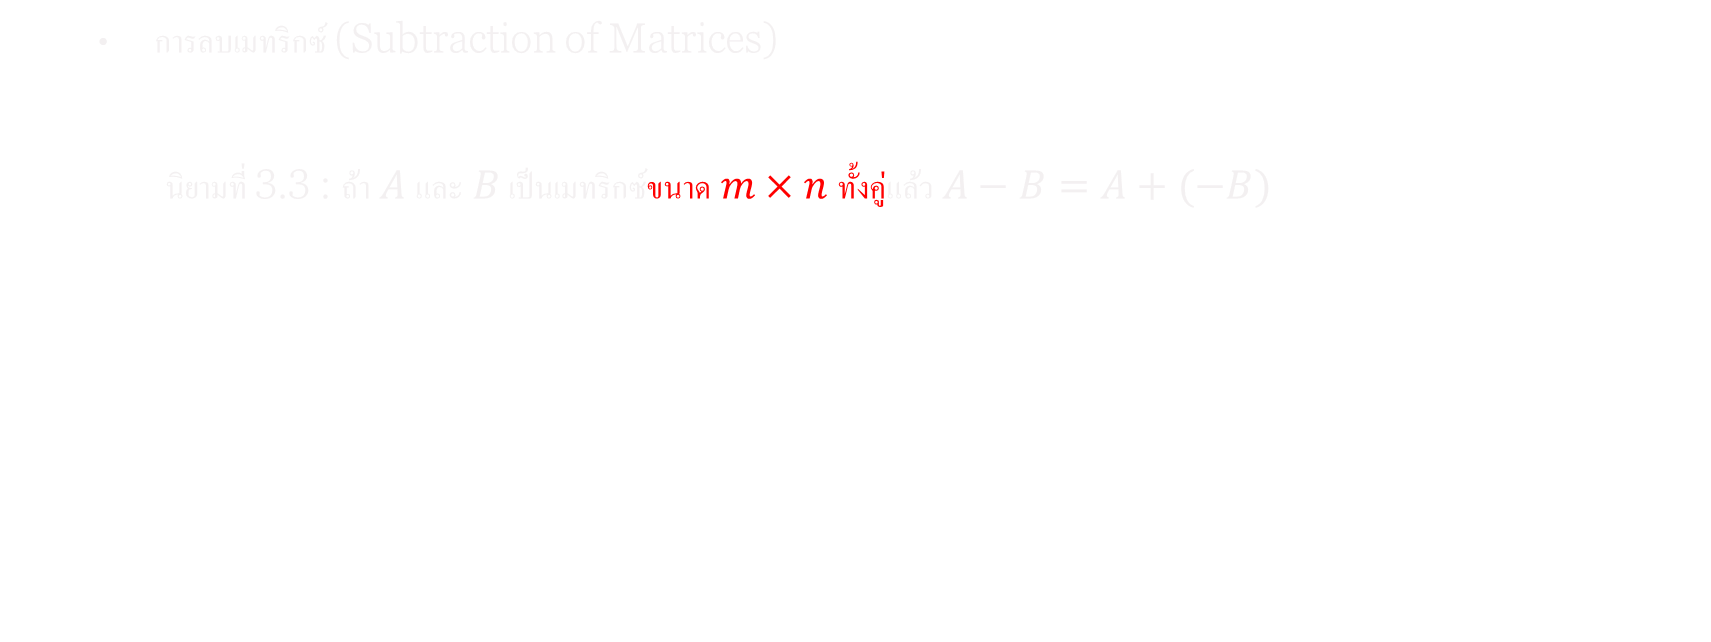 • การลบเมทริกซ์ (Subtraction of Matrices)
นิยามที่ 3.3 : ถ้า A และ B เป็นเมทริกซ์ขนาด m × n ทั้งคู่แล้ว A − B = A + (−B)